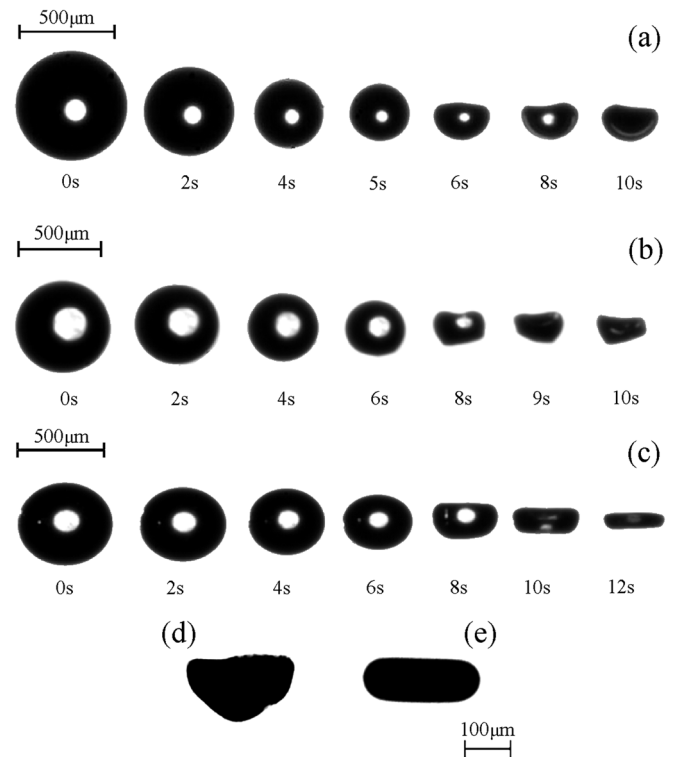 500μm
(a)
0s 2s 4s 5s 6s 8s 10s
500μm
(b)
0s 2s 4s 6s 8s 9s 10s
500μm
(c)
0s 2s 4s 6s 8s 10s 12s
(d) (e)
100μm